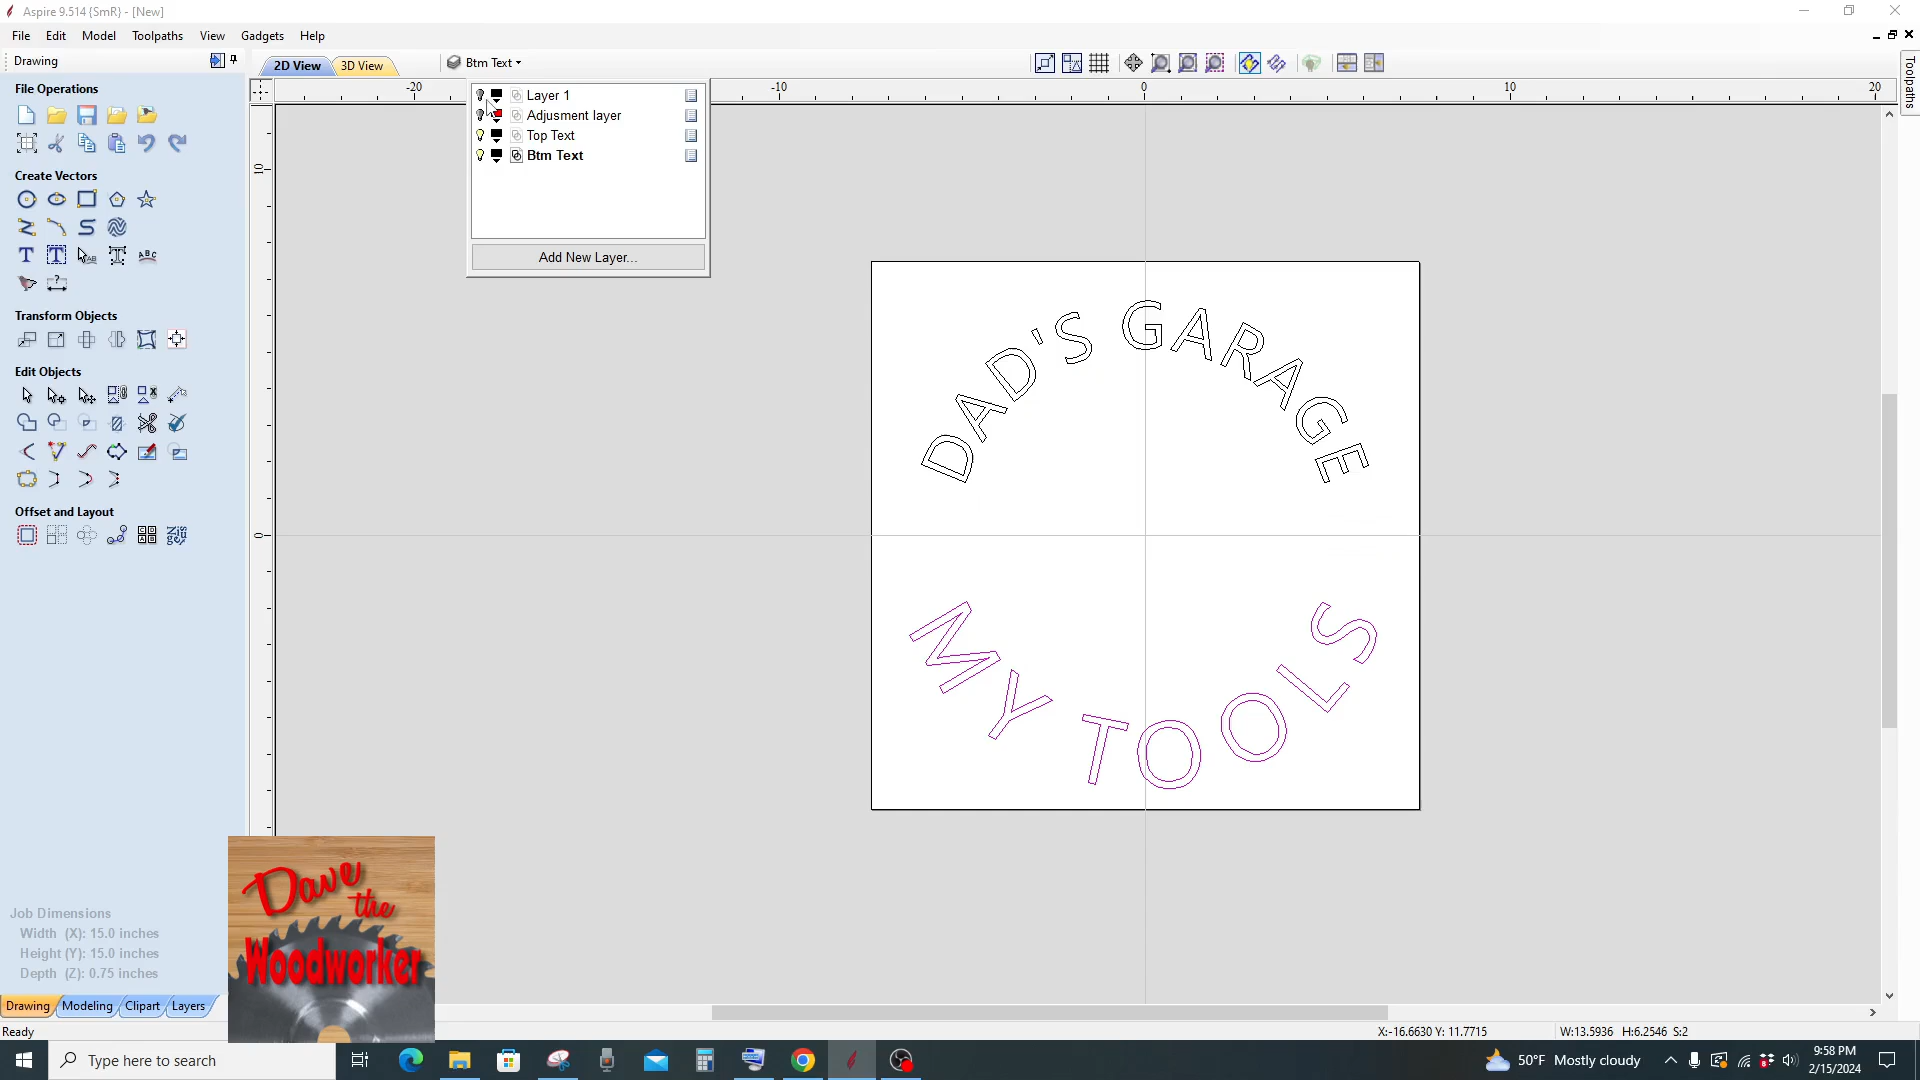 Aspire 9.514 {SmR} - [New]
File Edit Model Toolpaths View Gadgets Help
Drawing
2D View 3D View Btm Text
File Operations
-20 -10 0 10 20
Toolpaths
Layer 1
Adjusment layer
Top Text
Btm Text
Add New Layer...
Create Vectors
Transform Objects
Edit Objects
Offset and Layout
10
0
DAD'S GARAGE
MY TOOLS
Dave
the
Woodworker
Job Dimensions
Width (X): 15.0 inches
Height (Y): 15.0 inches
Depth (Z): 0.75 inches
Drawing Modeling Clipart Layers
Ready
X:-16.6630 Y: 11.7715
W:13.5936 H:6.2546 S:2
Type here to search
50°F Mostly cloudy
9:58 PM
2/15/2024